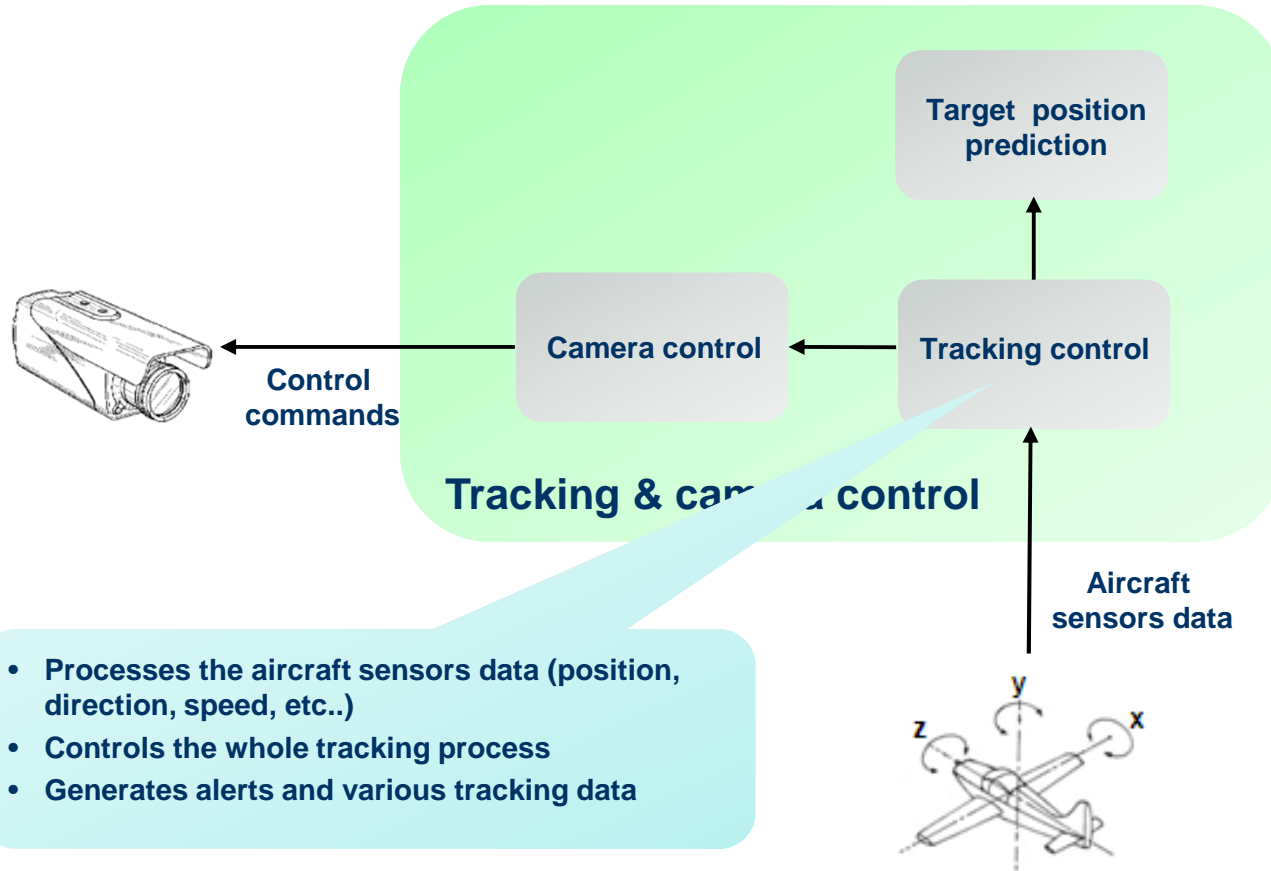 Target position
prediction
Camera control
Tracking control
Control
commands
Tracking & camera control
Aircraft
sensors data
• Processes the aircraft sensors data (position,
direction, speed, etc..)
• Controls the whole tracking process
• Generates alerts and various tracking data
y
z
x